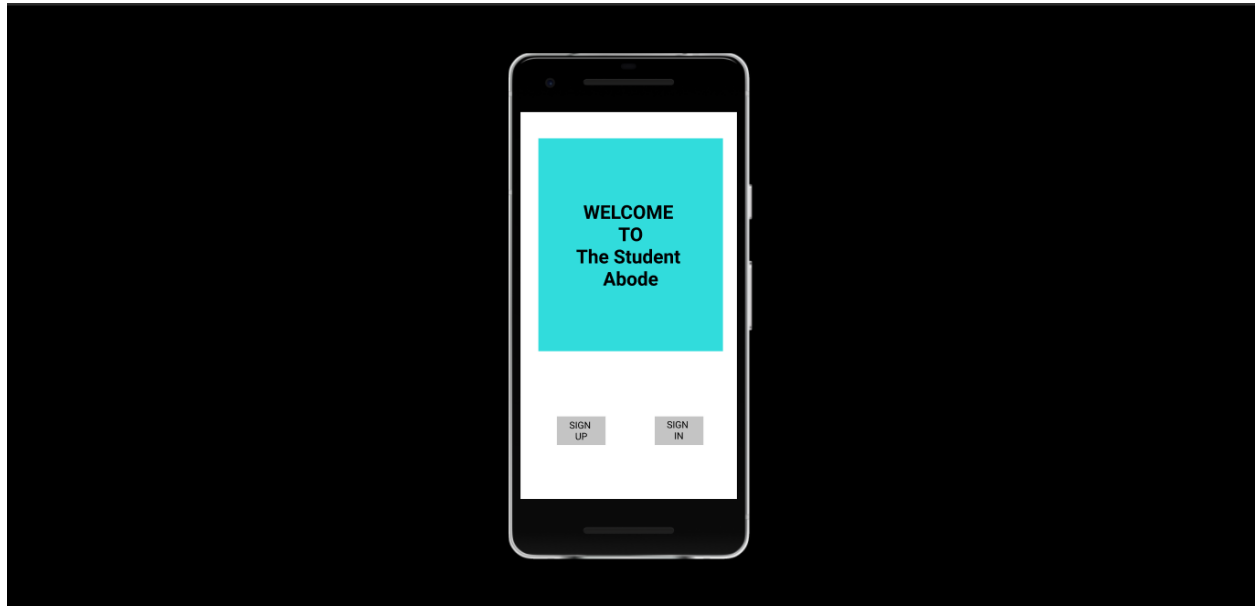 WELCOME
TO
The Student
Abode
SIGN
UP
SIGN
IN